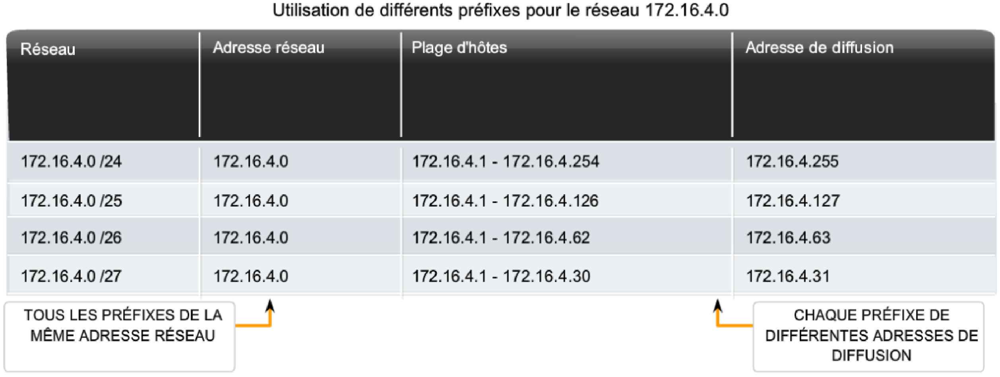 Utilisation de différents préfixes pour le réseau 172.16.4.0
Réseau Adresse réseau Plage d'hôtes Adresse de diffusion
172.16.4.0 /24 172.16.4.0 172.16.4.1 - 172.16.4.254 172.16.4.255
172.16.4.0 /25 172.16.4.0 172.16.4.1 - 172.16.4.126 172.16.4.127
172.16.4.0 /26 172.16.4.0 172.16.4.1 - 172.16.4.62 172.16.4.63
172.16.4.0 /27 172.16.4.0 172.16.4.1 - 172.16.4.30 172.16.4.31
TOUS LES PRÉFIXES DE LA
MÊME ADRESSE RÉSEAU
CHAQUE PRÉFIXE DE
DIFFÉRENTES ADRESSES DE
DIFFUSION